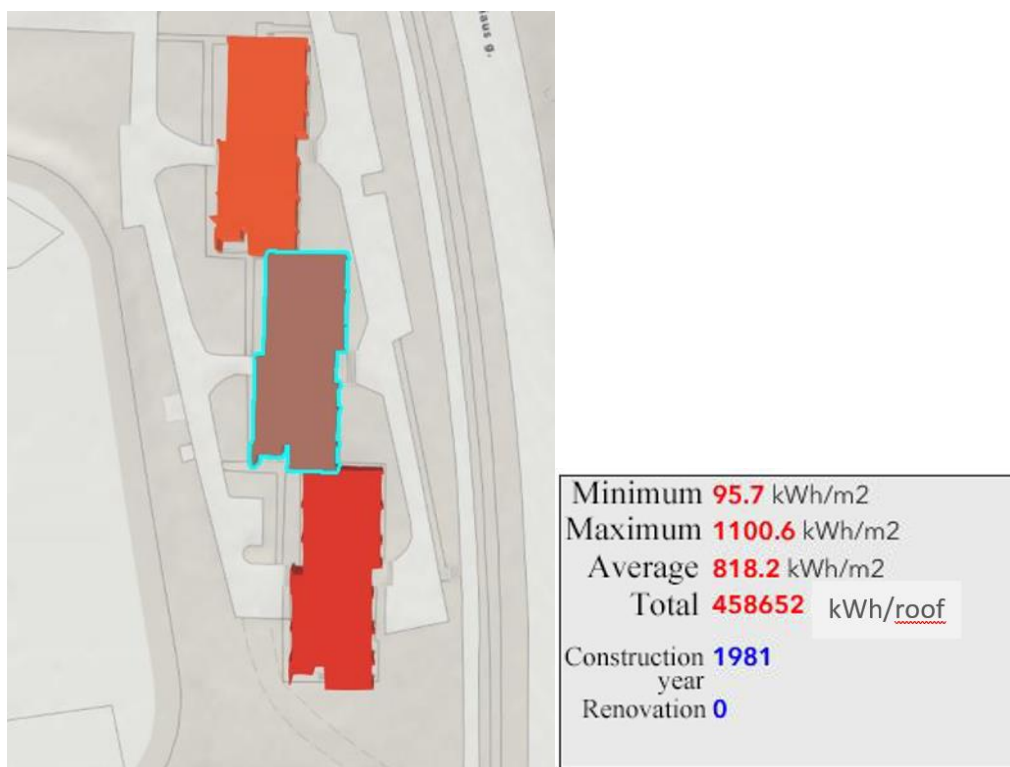 haus g.
Minimum 95.7 kWh/m2
Maximum 1100.6 kWh/m2
Average 818.2 kWh/m2
Total 458652 kWh/roof
Construction 1981
year
Renovation 0